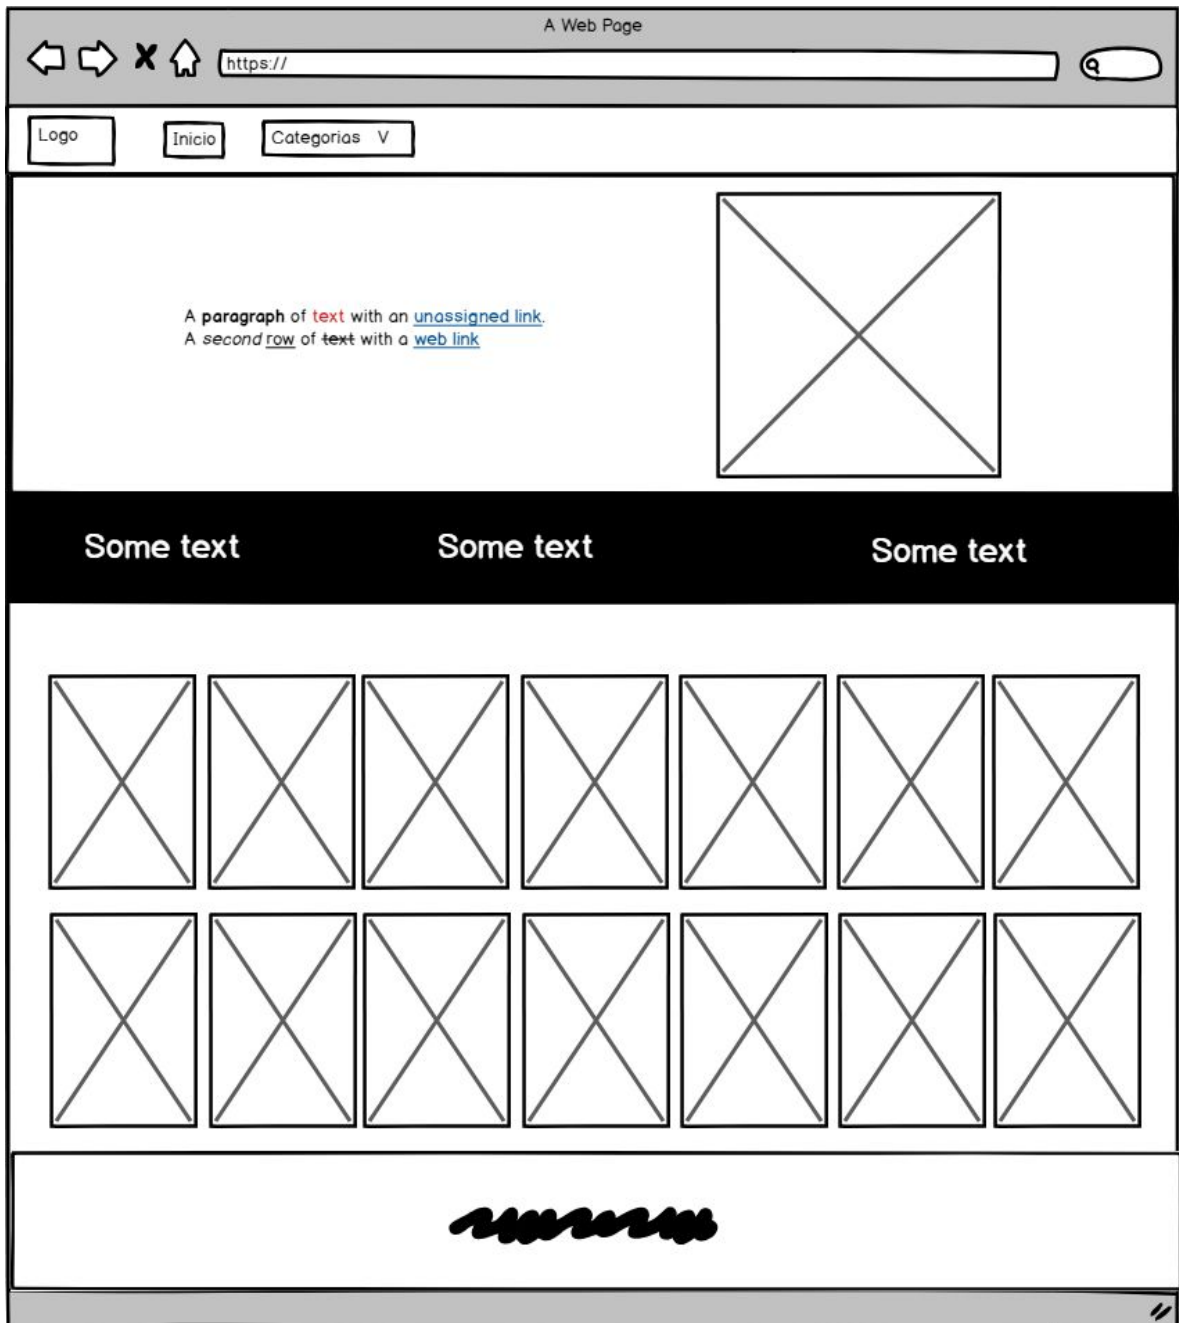 A Web Page
https://
Logo
Inicio
Categorias V
A paragraph of text with an unassigned link.
A second row of text with a web link
Some text
Some text
Some text